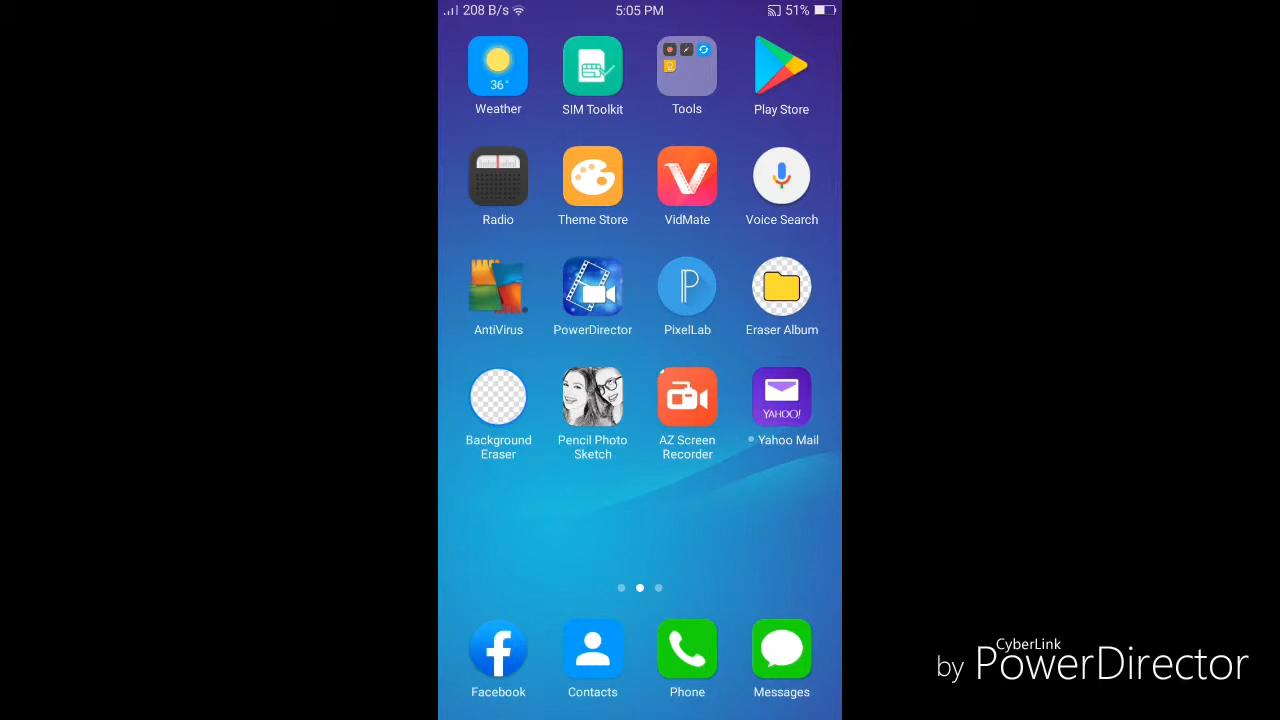 208 B/s 5:05 PM 51%
36°
Weather SIM Toolkit Tools Play Store
Radio Theme Store VidMate Voice Search
AntiVirus PowerDirector PixelLab Eraser Album
YAHOO!
Background Eraser Pencil Photo Sketch AZ Screen Recorder Yahoo Mail
Facebook Contacts Phone Messages
CyberLink
by PowerDirector